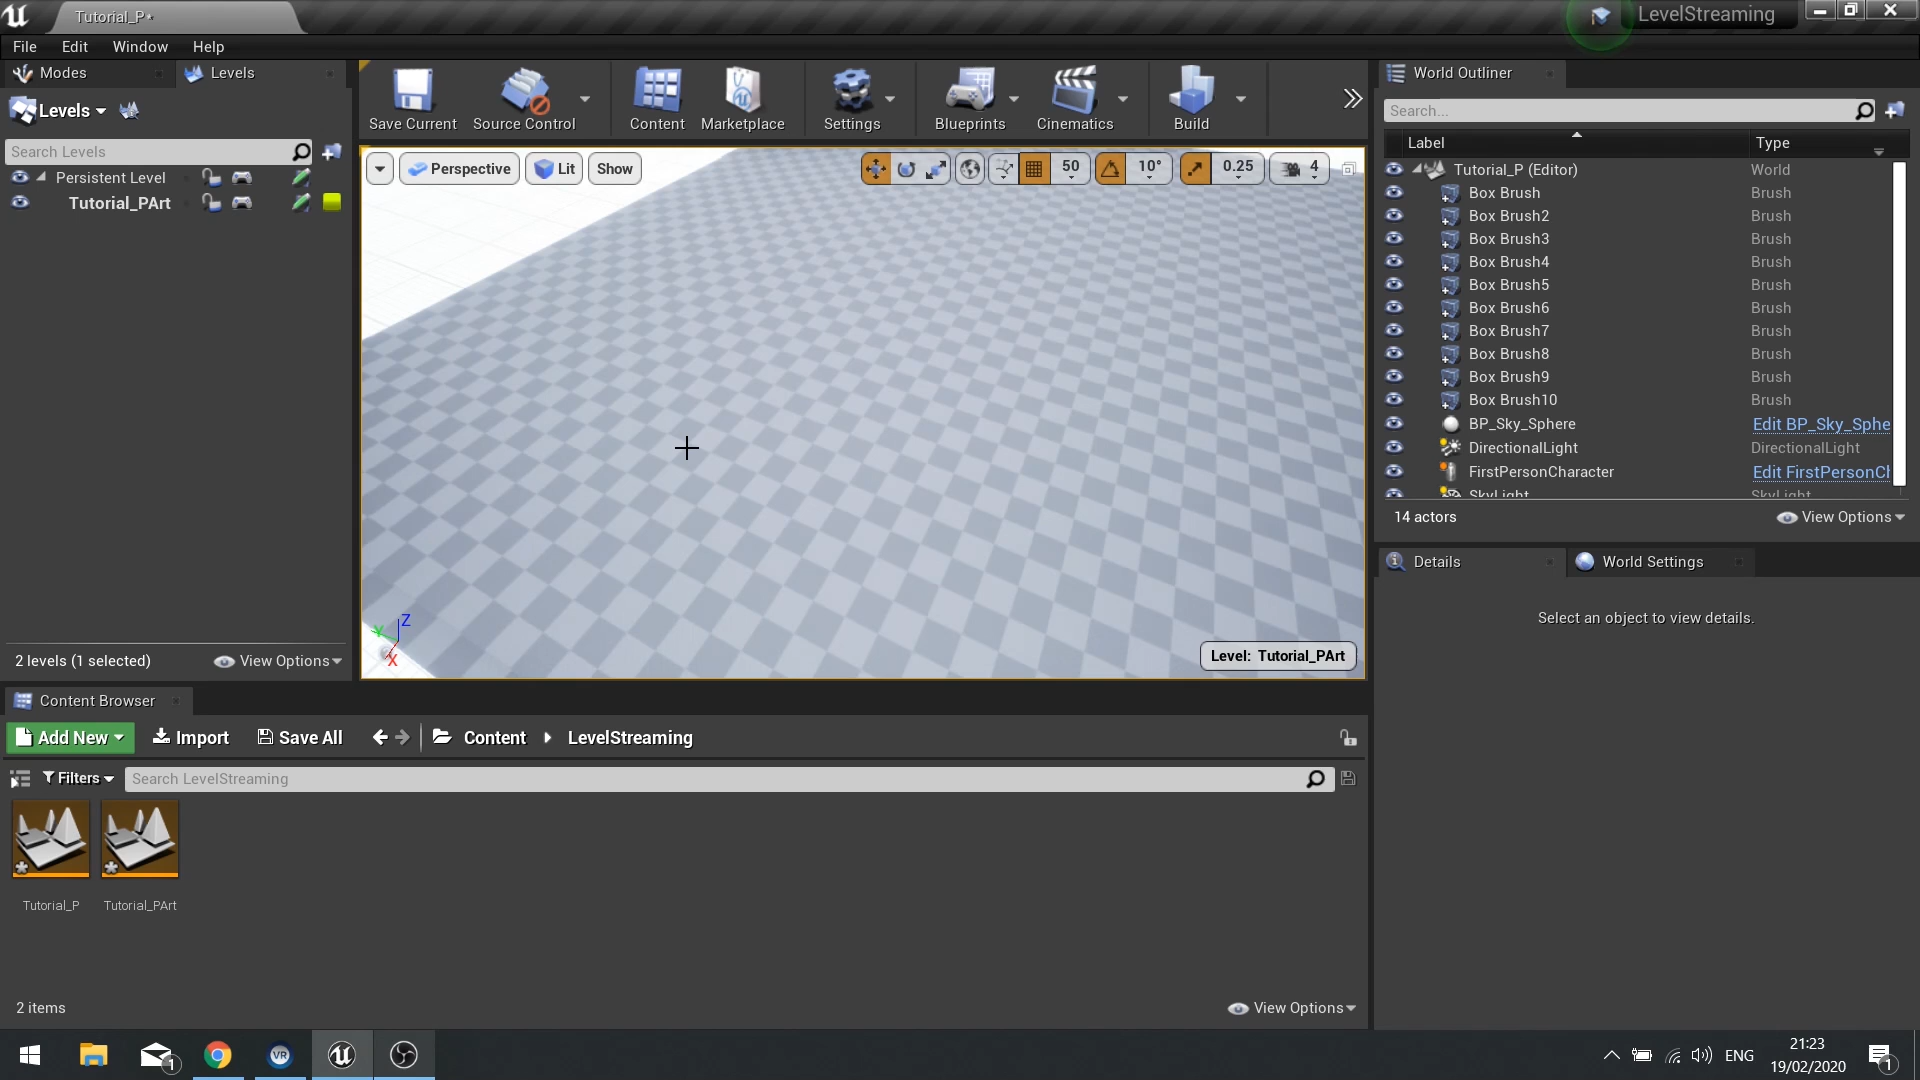 Tutorial_P*
LevelStreaming
File Edit Window Help
Modes
Levels
Levels
Search Levels
Persistent Level
Tutorial_PArt
2 levels (1 selected)
View Options
Save Current
Source Control
Content
Marketplace
Settings
Blueprints
Cinematics
Build
Perspective
Lit
Show
50
10°
0.25
4
Z
Y
X
Level: Tutorial_PArt
World Outliner
Search...
Label Type
Tutorial_P (Editor) World
Box Brush Brush
Box Brush2 Brush
Box Brush3 Brush
Box Brush4 Brush
Box Brush5 Brush
Box Brush6 Brush
Box Brush7 Brush
Box Brush8 Brush
Box Brush9 Brush
Box Brush10 Brush
BP_Sky_Sphere Edit BP_Sky_Sphe
DirectionalLight DirectionalLight
FirstPersonCharacter Edit FirstPersonCh
SkyLight SkyLight
14 actors
View Options
Details
World Settings
Select an object to view details.
Content Browser
Add New
Import
Save All
Content
LevelStreaming
Filters
Search LevelStreaming
Tutorial_P
Tutorial_PArt
2 items
View Options
1
VR
ENG
21:23
19/02/2020
1